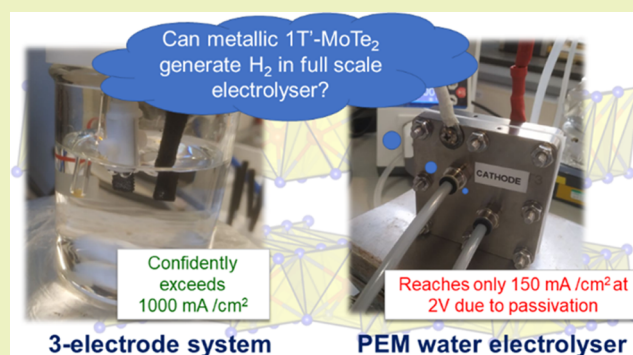 Can metallic 1T'-MoTe₂
generate H₂ in full scale
electrolyser?
CATHODE
Confidently
exceeds
1000 mA /cm²
Reaches only 150 mA /cm² at
2V due to passivation
3-electrode system
PEM water electrolyser